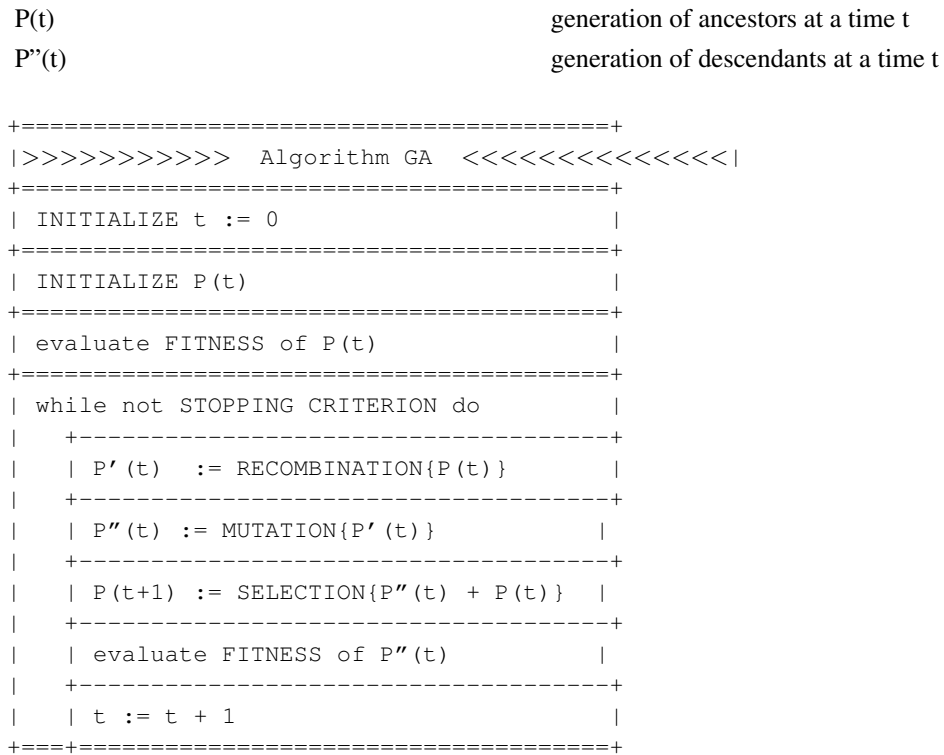 P(t) generation of ancestors at a time t
P”(t) generation of descendants at a time t
+=========================================+
|>>>>>>>>>>> Algorithm GA <<<<<<<<<<<<<<|
+=========================================+
| INITIALIZE t := 0 |
+=========================================+
| INITIALIZE P(t) |
+=========================================+
| evaluate FITNESS of P(t) |
+=========================================+
| while not STOPPING CRITERION do |
| +-------------------------------------+
| | P'(t) := RECOMBINATION{P(t)} |
| +-------------------------------------+
| | P"(t) := MUTATION{P'(t)} |
| +-------------------------------------+
| | P(t+1) := SELECTION{P"(t) + P(t)} |
| +-------------------------------------+
| | evaluate FITNESS of P"(t) |
| +-------------------------------------+
| | t := t + 1 |
+===+=====================================+